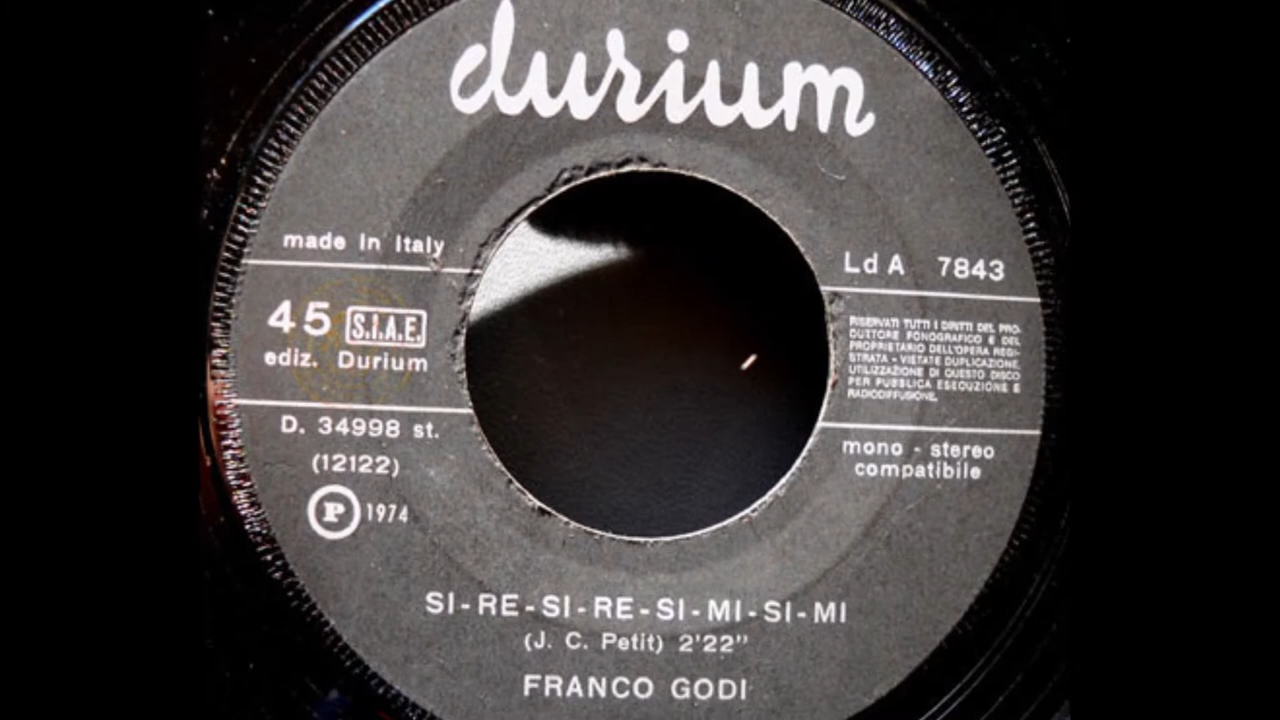 durium
made in Italy
45 S.I.A.E.
ediz. Durium
D. 34998 st.
(12122)
P 1974
Ld A 7843
RISERVATI TUTTI I DIRITTI DEL PRO-
DUTTORE FONOGRAFICO E DEL
PROPRIETARIO DELL'OPERA REGI-
STRATA - VIETATE DUPLICAZIONE,
UTILIZZAZIONE DI QUESTO DISCO
PER PUBBLICA ESECUZIONE E
RADIODIFFUSIONE.
mono - stereo
compatibile
SI-RE-SI-RE-SI-MI-SI-MI
(J. C. Petit) 2'22”
FRANCO GODI